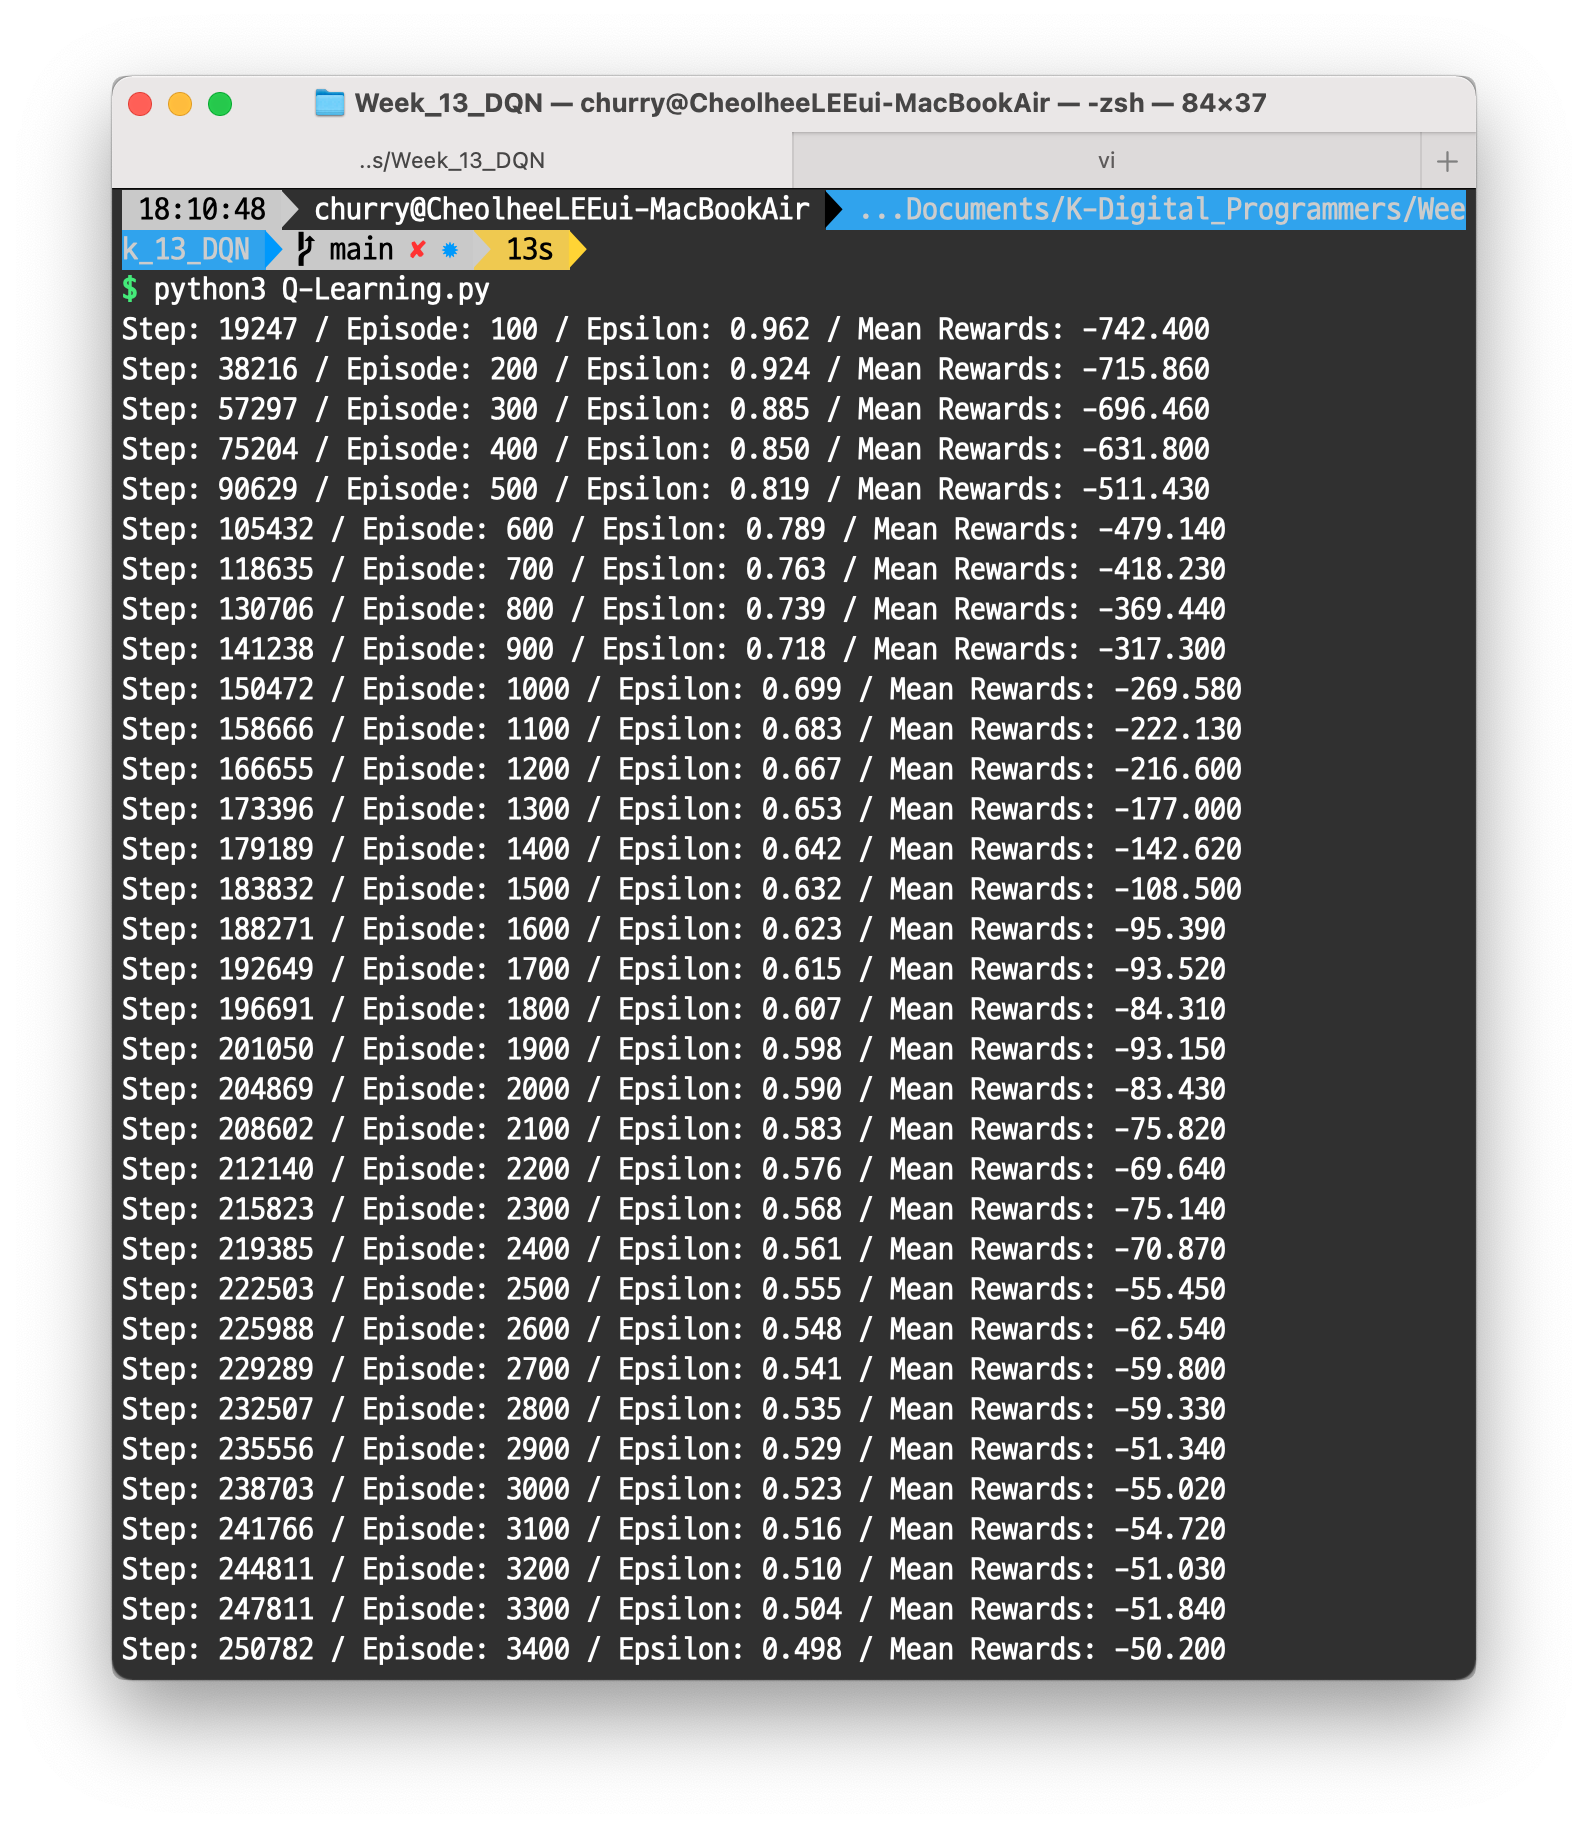 Week_13_DQN — churry@CheolheeLEEui-MacBookAir — -zsh — 84×37
..s/Week_13_DQN
vi
+
18:10:48 churry@CheolheeLEEui-MacBookAir ...Documents/K-Digital_Programmers/Wee
k_13_DQN main ✘ ✹ 13s
$ python3 Q-Learning.py
Step: 19247 / Episode: 100 / Epsilon: 0.962 / Mean Rewards: -742.400
Step: 38216 / Episode: 200 / Epsilon: 0.924 / Mean Rewards: -715.860
Step: 57297 / Episode: 300 / Epsilon: 0.885 / Mean Rewards: -696.460
Step: 75204 / Episode: 400 / Epsilon: 0.850 / Mean Rewards: -631.800
Step: 90629 / Episode: 500 / Epsilon: 0.819 / Mean Rewards: -511.430
Step: 105432 / Episode: 600 / Epsilon: 0.789 / Mean Rewards: -479.140
Step: 118635 / Episode: 700 / Epsilon: 0.763 / Mean Rewards: -418.230
Step: 130706 / Episode: 800 / Epsilon: 0.739 / Mean Rewards: -369.440
Step: 141238 / Episode: 900 / Epsilon: 0.718 / Mean Rewards: -317.300
Step: 150472 / Episode: 1000 / Epsilon: 0.699 / Mean Rewards: -269.580
Step: 158666 / Episode: 1100 / Epsilon: 0.683 / Mean Rewards: -222.130
Step: 166655 / Episode: 1200 / Epsilon: 0.667 / Mean Rewards: -216.600
Step: 173396 / Episode: 1300 / Epsilon: 0.653 / Mean Rewards: -177.000
Step: 179189 / Episode: 1400 / Epsilon: 0.642 / Mean Rewards: -142.620
Step: 183832 / Episode: 1500 / Epsilon: 0.632 / Mean Rewards: -108.500
Step: 188271 / Episode: 1600 / Epsilon: 0.623 / Mean Rewards: -95.390
Step: 192649 / Episode: 1700 / Epsilon: 0.615 / Mean Rewards: -93.520
Step: 196691 / Episode: 1800 / Epsilon: 0.607 / Mean Rewards: -84.310
Step: 201050 / Episode: 1900 / Epsilon: 0.598 / Mean Rewards: -93.150
Step: 204869 / Episode: 2000 / Epsilon: 0.590 / Mean Rewards: -83.430
Step: 208602 / Episode: 2100 / Epsilon: 0.583 / Mean Rewards: -75.820
Step: 212140 / Episode: 2200 / Epsilon: 0.576 / Mean Rewards: -69.640
Step: 215823 / Episode: 2300 / Epsilon: 0.568 / Mean Rewards: -75.140
Step: 219385 / Episode: 2400 / Epsilon: 0.561 / Mean Rewards: -70.870
Step: 222503 / Episode: 2500 / Epsilon: 0.555 / Mean Rewards: -55.450
Step: 225988 / Episode: 2600 / Epsilon: 0.548 / Mean Rewards: -62.540
Step: 229289 / Episode: 2700 / Epsilon: 0.541 / Mean Rewards: -59.800
Step: 232507 / Episode: 2800 / Epsilon: 0.535 / Mean Rewards: -59.330
Step: 235556 / Episode: 2900 / Epsilon: 0.529 / Mean Rewards: -51.340
Step: 238703 / Episode: 3000 / Epsilon: 0.523 / Mean Rewards: -55.020
Step: 241766 / Episode: 3100 / Epsilon: 0.516 / Mean Rewards: -54.720
Step: 244811 / Episode: 3200 / Epsilon: 0.510 / Mean Rewards: -51.030
Step: 247811 / Episode: 3300 / Epsilon: 0.504 / Mean Rewards: -51.840
Step: 250782 / Episode: 3400 / Epsilon: 0.498 / Mean Rewards: -50.200